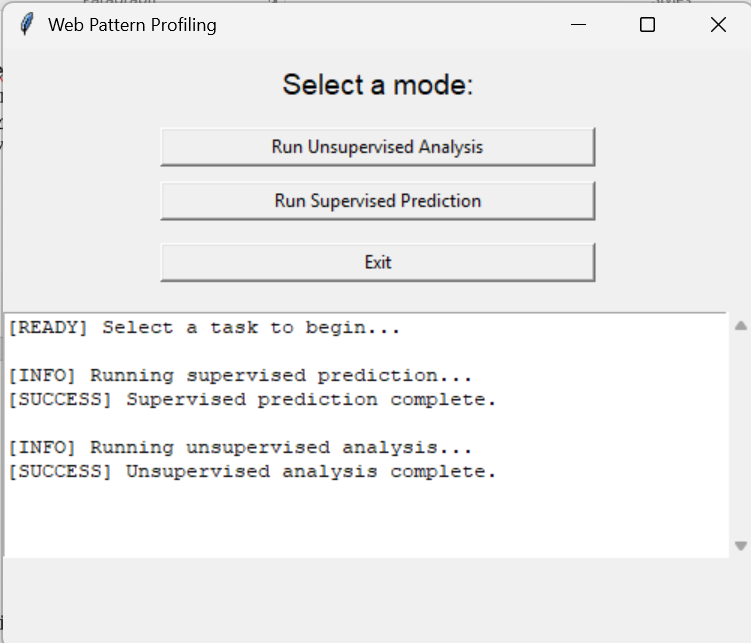 Web Pattern Profiling
Select a mode:
Run Unsupervised Analysis
Run Supervised Prediction
Exit
[READY] Select a task to begin...
[INFO] Running supervised prediction...
[SUCCESS] Supervised prediction complete.
[INFO] Running unsupervised analysis...
[SUCCESS] Unsupervised analysis complete.